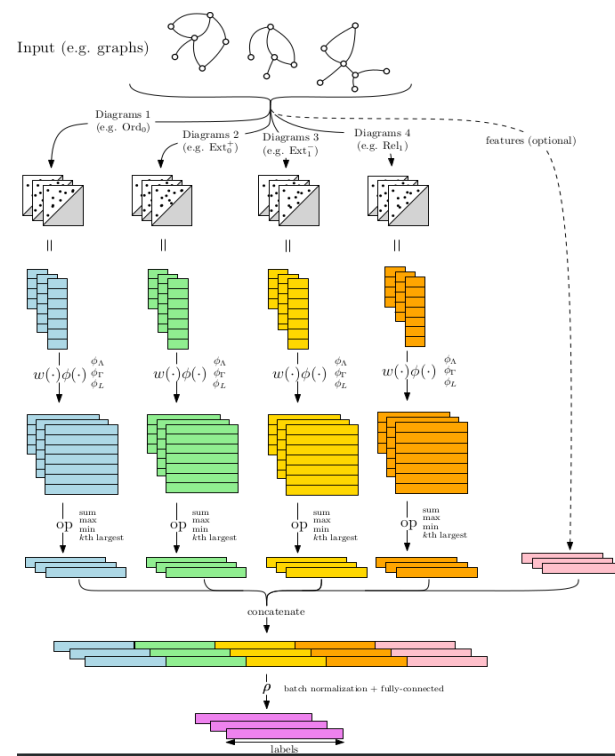 Input (e.g. graphs)
Diagrams 1
(e.g. Ord₀)
Diagrams 2
(e.g. Ext₀⁺)
Diagrams 3
(e.g. Ext₁⁻)
Diagrams 4
(e.g. Rel₁)
features (optional)
=
=
=
=
w(·)ϕ(·) ϕ_Λ ϕ_Γ ϕ_L
w(·)ϕ(·) ϕ_Λ ϕ_Γ ϕ_L
w(·)ϕ(·) ϕ_Λ ϕ_Γ ϕ_L
w(·)ϕ(·) ϕ_Λ ϕ_Γ ϕ_L
op sum max min kth largest
op sum max min kth largest
op sum max min kth largest
op sum max min kth largest
concatenate
ρ batch normalization + fully-connected
labels